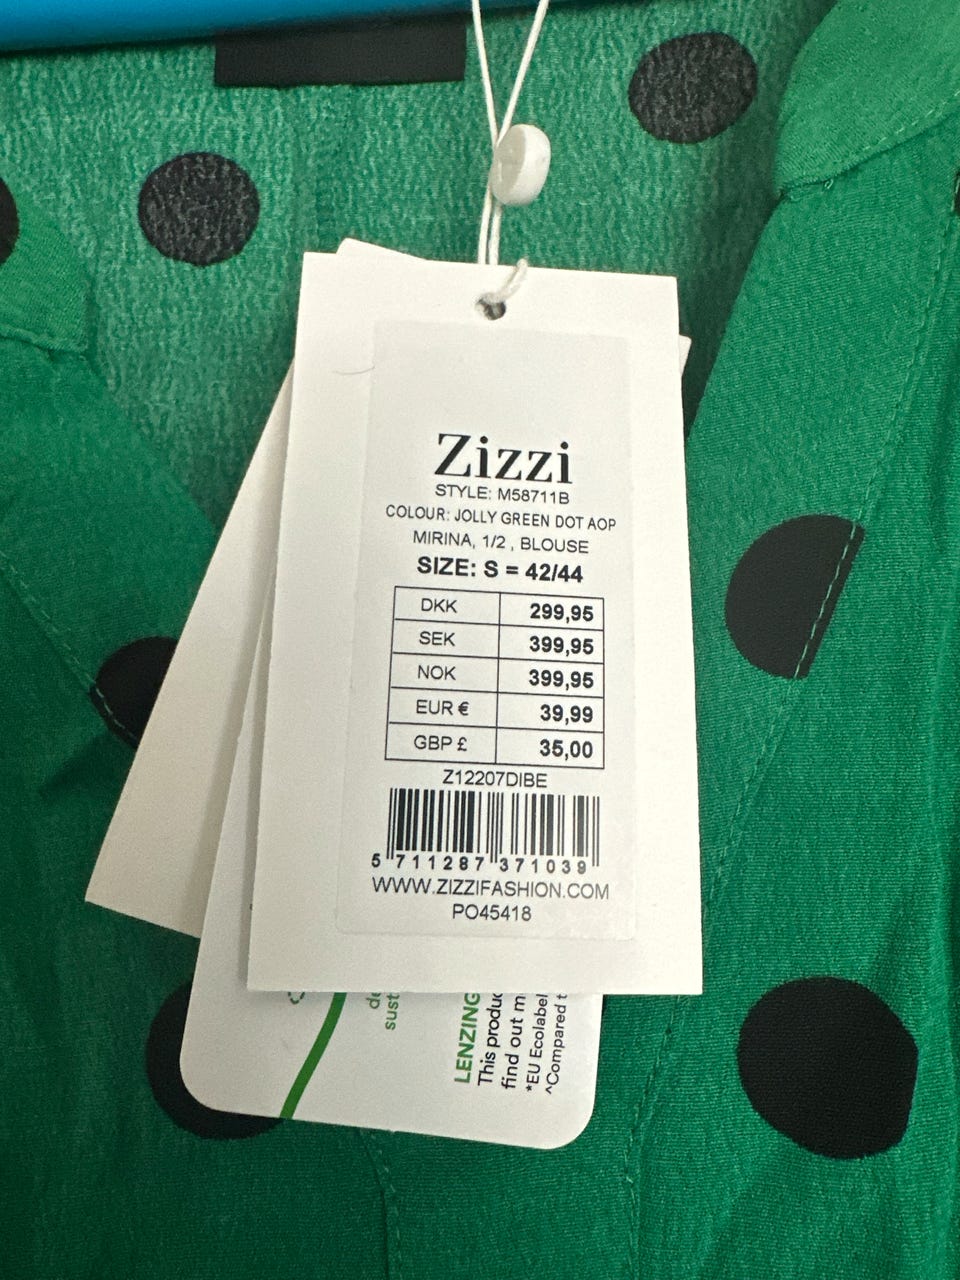 Zizzi
STYLE: M58711B
COLOUR: JOLLY GREEN DOT AOP
MIRINA, 1/2 , BLOUSE
SIZE: S = 42/44
DKK 299,95
SEK 399,95
NOK 399,95
EUR € 39,99
GBP £ 35,00
Z12207DIBE
5 711287 371039
WWW.ZIZZIFASHION.COM
PO45418
LENZING
This produc
find out m
*EU Ecolabel
^Compared t